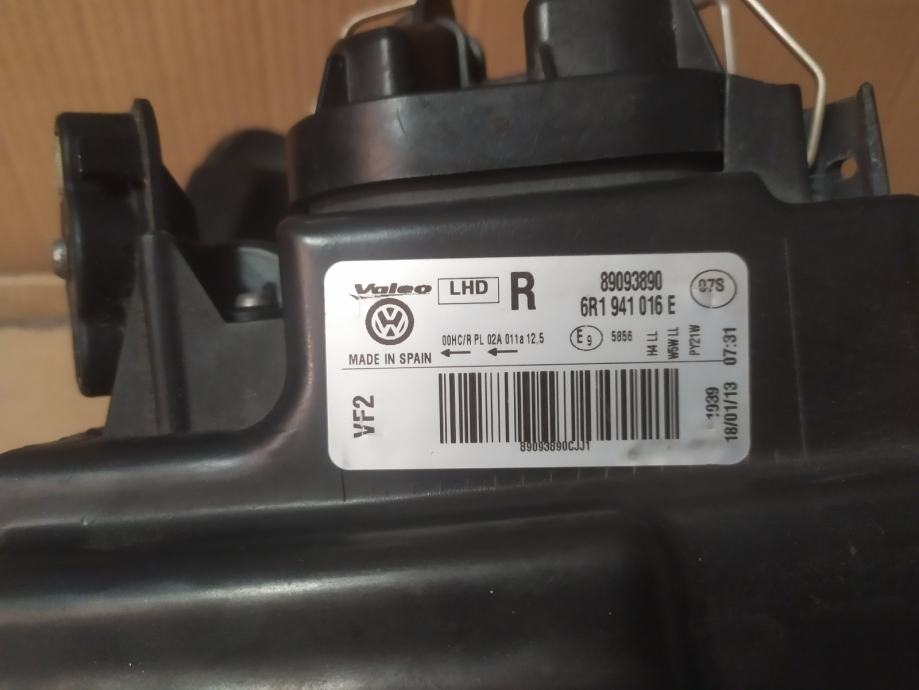 Valeo LHD R 89093890 07S
6R1 941 016 E
00HC/R PL 02A 011a 12,5 E9 5856
MADE IN SPAIN
H4 LL
W5W LL
PY21W
VF2
1939
18/01/13 07:31
89093890CJJ1